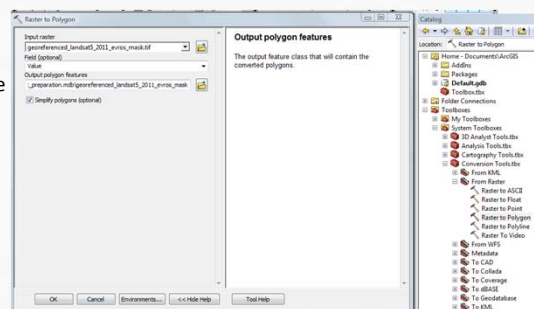 e
Raster to Polygon
Input raster
georeferenced_landsat5_2011_evros_mask.tif
Field (optional)
Value
Output polygon features
_preparation.mdb\georeferenced_landsat5_2011_evros_mask
Simplify polygons (optional)
OK
Cancel
Environments...
<< Hide Help
Output polygon features
The output feature class that will contain the
converted polygons.
Tool Help
Catalog
Location:
Raster to Polygon
Home - Documents\ArcGIS
AddIns
Packages
Default.gdb
Toolbox.tbx
Folder Connections
Toolboxes
My Toolboxes
System Toolboxes
3D Analyst Tools.tbx
Analysis Tools.tbx
Cartography Tools.tbx
Conversion Tools.tbx
From KML
From Raster
Raster to ASCII
Raster to Float
Raster to Point
Raster to Polygon
Raster to Polyline
Raster To Video
From WFS
Metadata
To CAD
To Collada
To Coverage
To dBASE
To Geodatabase
To KML